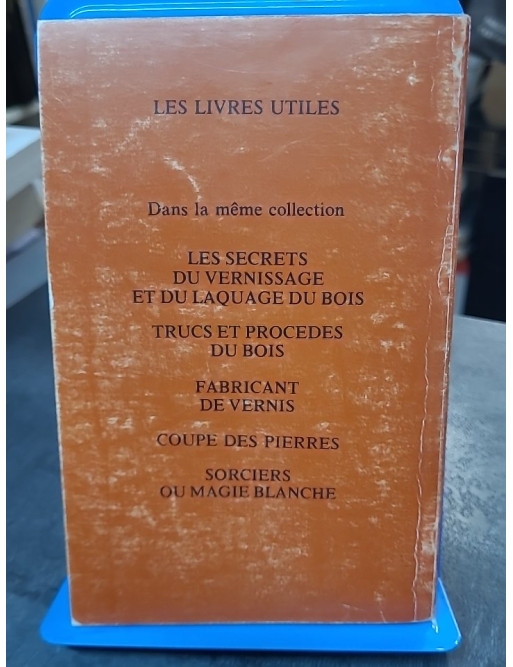 LES LIVRES UTILES
Dans la même collection
LES SECRETS
DU VERNISSAGE
ET DU LAQUAGE DU BOIS
TRUCS ET PROCEDES
DU BOIS
FABRICANT
DE VERNIS
COUPE DES PIERRES
SORCIERS
OU MAGIE BLANCHE